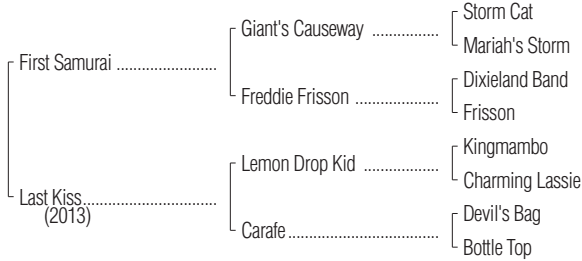 Storm Cat
Giant's Causeway ................
Mariah's Storm
First Samurai ........................
Dixieland Band
Freddie Frisson ....................
Frisson
Kingmambo
Lemon Drop Kid ..................
Charming Lassie
Last Kiss................................
(2013)
Devil's Bag
Carafe....................................
Bottle Top